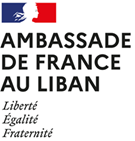 AMBASSADE
DE FRANCE
AU LIBAN
Liberté
Égalité
Fraternité